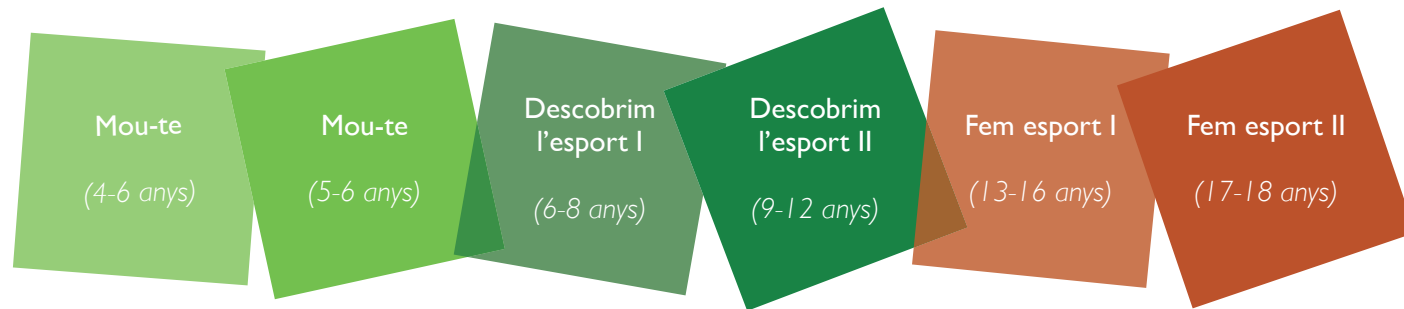 Mou-te
(4-6 anys)
Mou-te
(5-6 anys)
Descobrim
l'esport I
(6-8 anys)
Descobrim
l'esport II
(9-12 anys)
Fem esport I
(13-16 anys)
Fem esport II
(17-18 anys)